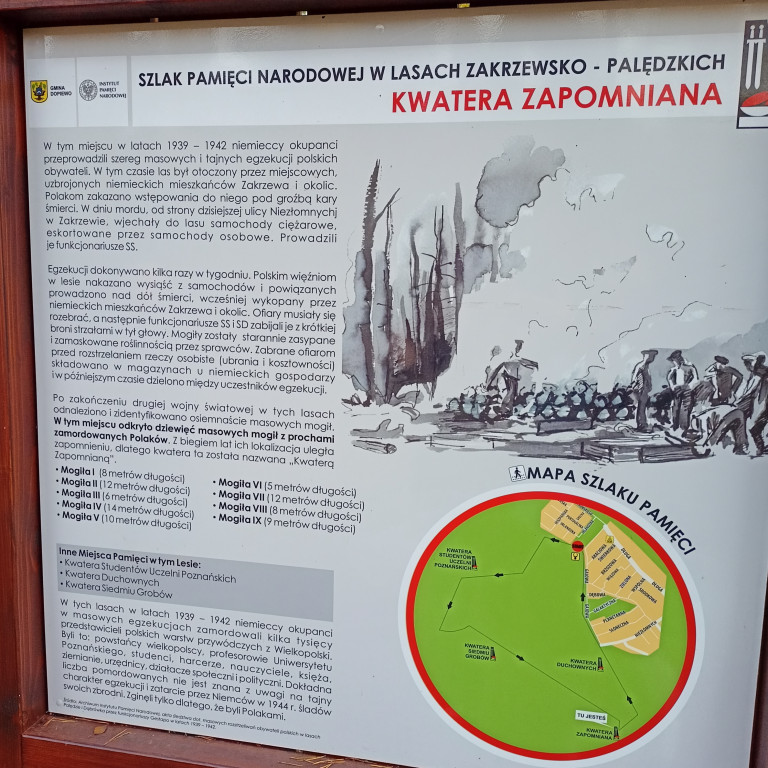 GMINA
DOPIEWO
INSTYTUT
PAMIĘCI
NARODOWEJ
SZLAK PAMIĘCI NARODOWEJ W LASACH ZAKRZEWSKO - PALĘDZKICH
KWATERA ZAPOMNIANA
W tym miejscu w latach 1939 – 1942 niemieccy okupanci
przeprowadzili szereg masowych i tajnych egzekucji polskich
obywateli. W tym czasie las był otoczony przez miejscowych,
uzbrojonych niemieckich mieszkańców Zakrzewa i okolic.
Polakom zakazano wstępowania do niego pod groźbą kary
śmierci. W dniu mordu, od strony dzisiejszej ulicy Niezłomnych
w Zakrzewie, wjechały do lasu samochody ciężarowe,
eskortowane przez samochody osobowe. Prowadzili
je funkcjonariusze SS.
Egzekucji dokonywano kilka razy w tygodniu. Polskim więźniom
w lesie nakazano wysiąść z samochodów i powiązanych
prowadzono nad dół śmierci, wcześniej wykopany przez
niemieckich mieszkańców Zakrzewa i okolic. Ofiary musiały się
rozebrać, a następnie funkcjonariusze SS i SD zabijali je z krótkiej
broni strzałami w tył głowy. Mogiły zostały starannie zasypane
i zamaskowane roślinnością przez sprawców. Zabrane ofiarom
przed rozstrzelaniem rzeczy osobiste (ubrania i kosztowności)
składowano w magazynach u niemieckich gospodarzy
i w późniejszym czasie dzielono między uczestników egzekucji.
Po zakończeniu drugiej wojny światowej w tych lasach
odnaleziono i zidentyfikowano osiemnaście masowych mogił.
W tym miejscu odkryto dziewięć masowych mogił z prochami
zamordowanych Polaków. Z biegiem lat ich lokalizacja uległa
zapomnieniu, dlatego kwatera ta została nazwana „Kwaterą
Zapomnianą”.
• Mogiła I (8 metrów długości)
• Mogiła II (12 metrów długości)
• Mogiła III (6 metrów długości)
• Mogiła IV (14 metrów długości)
• Mogiła V (10 metrów długości)
• Mogiła VI (5 metrów długości)
• Mogiła VII (12 metrów długości)
• Mogiła VIII (8 metrów długości)
• Mogiła IX (9 metrów długości)
Inne Miejsca Pamięci w tym Lesie:
• Kwatera Studentów Uczelni Poznańskich
• Kwatera Duchownych
• Kwatera Siedmiu Grobów
W tych lasach w latach 1939 – 1942 niemieccy okupanci
w masowych egzekucjach zamordowali kilka tysięcy
przedstawicieli polskich warstw przywódczych z Wielkopolski.
Byli to: powstańcy wielkopolscy, profesorowie Uniwersytetu
Poznańskiego, studenci, harcerze, nauczyciele, księża,
ziemianie, urzędnicy, działacze społeczni i polityczni. Dokładna
liczba pomordowanych nie jest znana z uwagi na tajny
charakter egzekucji i zatarcie przez Niemców w 1944 r. śladów
swoich zbrodni. Zginęli tylko dlatego, że byli Polakami.
MAPA SZLAKU PAMIĘCI
KWATERA
STUDENTÓW
UCZELNI
POZNAŃSKICH
KWATERA
SIEDMIU
GROBÓW
KWATERA
DUCHOWNYCH
TU JESTEŚ
KWATERA
ZAPOMNIANA